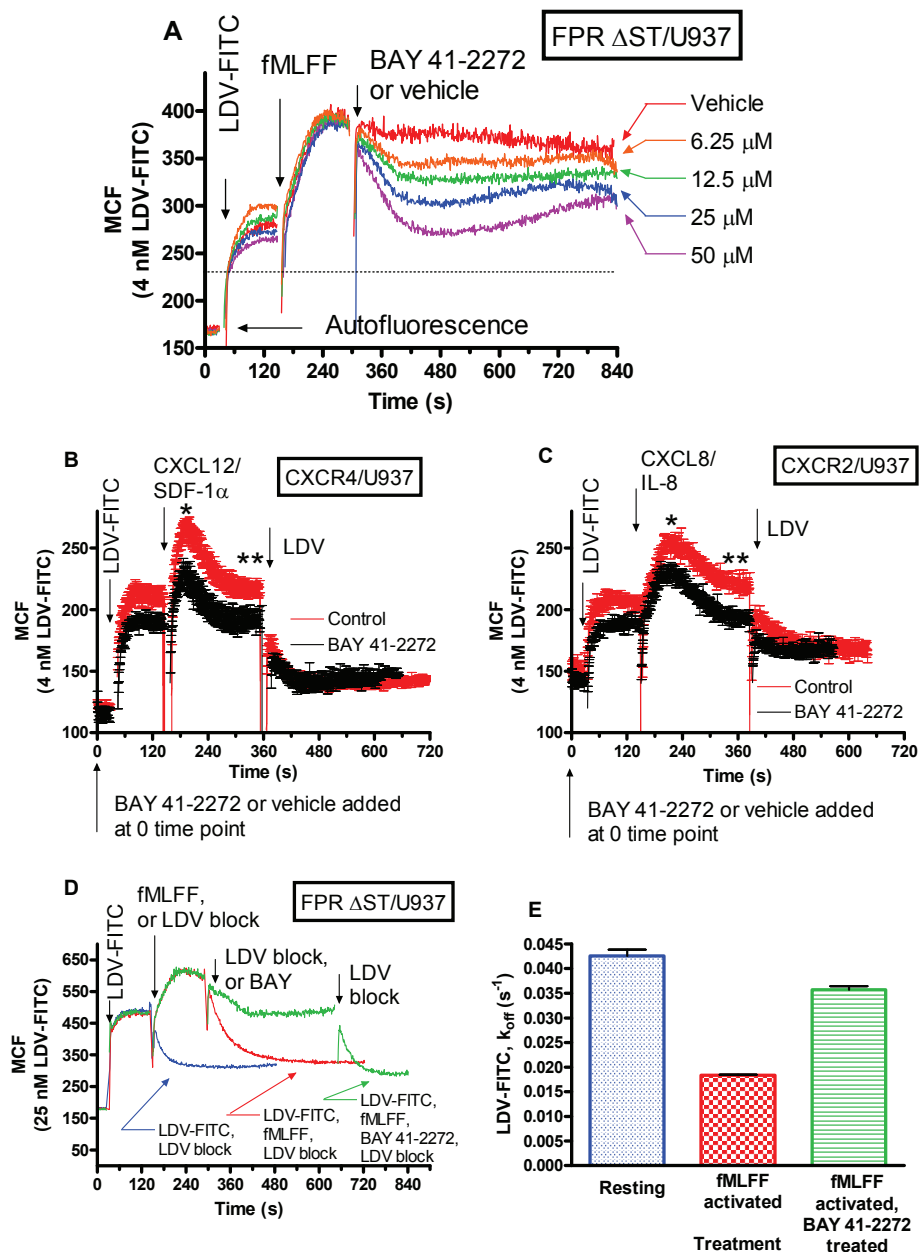 A
FPR ΔST/U937
LDV-FITC
fMLFF
BAY 41-2272
or vehicle
MCF
(4 nM LDV-FITC)
400
350
300
250
200
150
Vehicle
6.25 μM
12.5 μM
25 μM
50 μM
Autofluorescence
0 120 240 360 480 600 720 840
Time (s)
B
CXCL12/
SDF-1α
CXCR4/U937
LDV-FITC
*
**
LDV
MCF
(4 nM LDV-FITC)
250
200
150
100
Control
BAY 41-2272
0 120 240 360 480 600 720
Time (s)
BAY 41-2272 or vehicle added
at 0 time point
C
CXCL8/
IL-8
CXCR2/U937
LDV-FITC
*
**
LDV
MCF
(4 nM LDV-FITC)
250
200
150
100
Control
BAY 41-2272
0 120 240 360 480 600 720
Time (s)
BAY 41-2272 or vehicle added
at 0 time point
D
fMLFF,
or LDV block
FPR ΔST/U937
LDV-FITC
LDV block,
or BAY
LDV
block
MCF
(25 nM LDV-FITC)
600
450
300
150
LDV-FITC,
LDV block
LDV-FITC,
fMLFF,
LDV block
LDV-FITC,
fMLFF,
BAY 41-2272,
LDV block
0 120 240 360 480 600 720 840
Time (s)
E
LDV-FITC, koff (s-1)
0.045
0.040
0.035
0.030
0.025
0.020
0.015
0.010
0.005
0.000
Resting
fMLFF
activated
fMLFF
activated,
BAY 41-2272
treated
Treatment